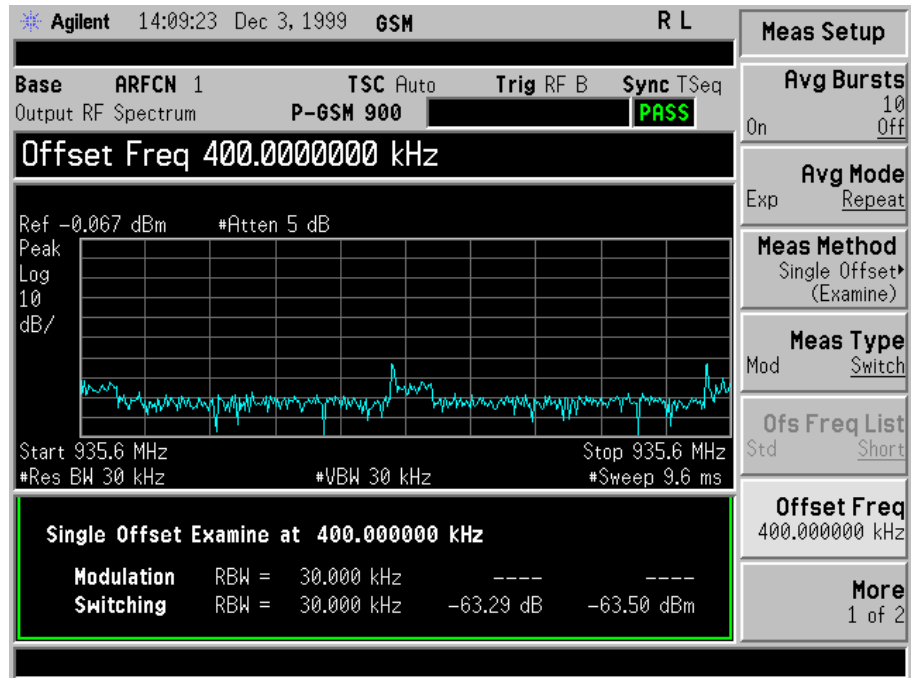 Agilent 14:09:23 Dec 3, 1999 GSM R L
Meas Setup
Base ARFCN 1 TSC Auto Trig RF B Sync TSeq
Output RF Spectrum P-GSM 900 PASS
Offset Freq 400.0000000 kHz
Ref -0.067 dBm #Atten 5 dB
Peak
Log
10
dB/
Start 935.6 MHz Stop 935.6 MHz
#Res BW 30 kHz #VBW 30 kHz #Sweep 9.6 ms
Single Offset Examine at 400.000000 kHz
Modulation RBW = 30.000 kHz ---- ----
Switching RBW = 30.000 kHz -63.29 dB -63.50 dBm
Avg Bursts
10
On Off
Avg Mode
Exp Repeat
Meas Method
Single Offset
(Examine)
Meas Type
Mod Switch
Ofs Freq List
Std Short
Offset Freq
400.000000 kHz
More
1 of 2